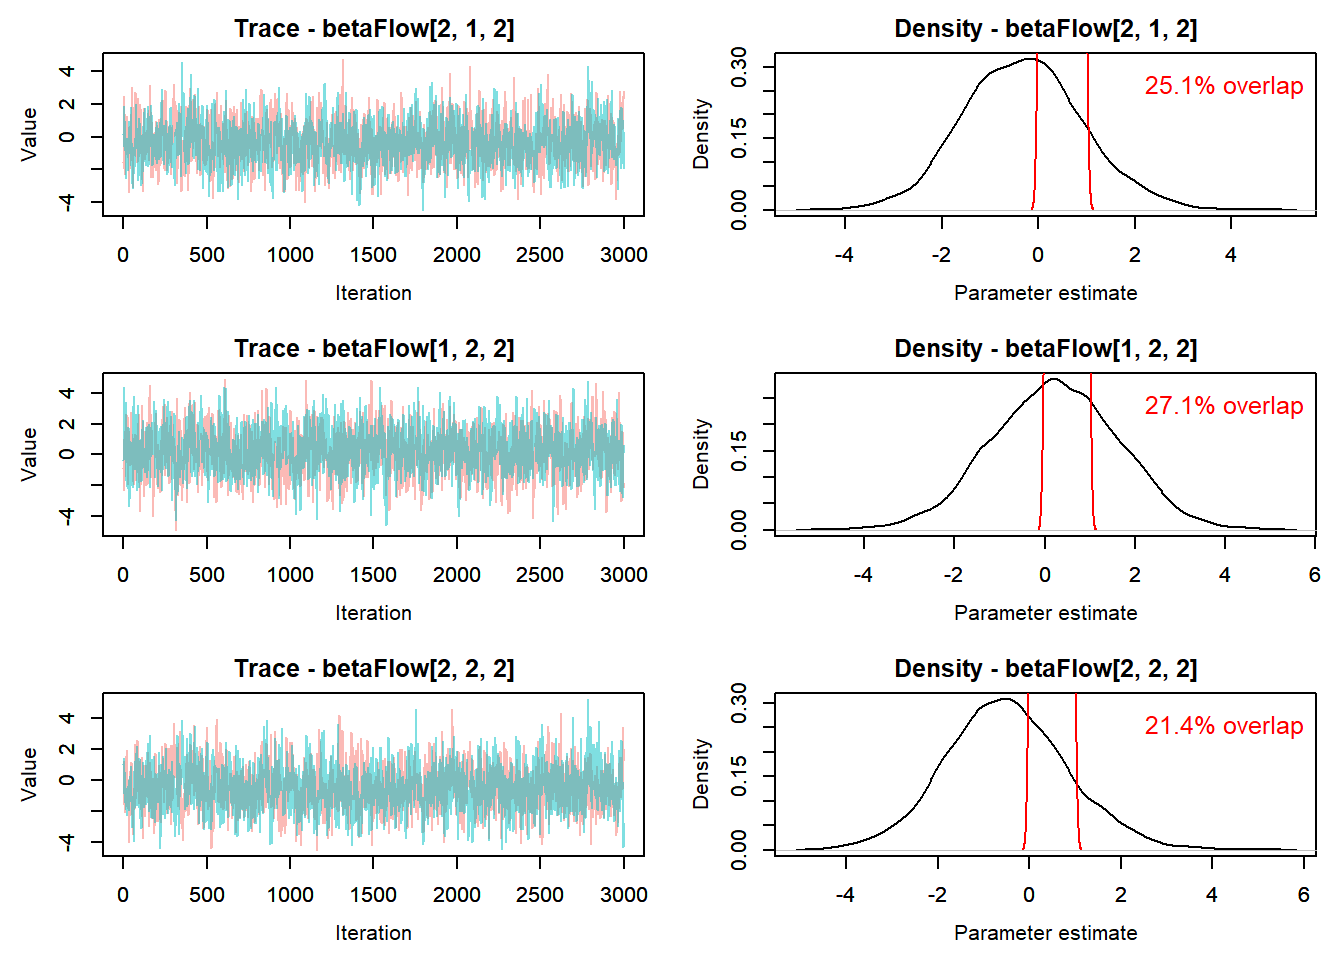 Trace - betaFlow[2, 1, 2]
Value
4
2
0
-4
0 500 1000 1500 2000 2500 3000
Iteration
Density - betaFlow[2, 1, 2]
Density
0.30
0.15
0.00
25.1% overlap
-4 -2 0 2 4
Parameter estimate
Trace - betaFlow[1, 2, 2]
Value
4
2
0
-4
0 500 1000 1500 2000 2500 3000
Iteration
Density - betaFlow[1, 2, 2]
Density
0.15
0.00
27.1% overlap
-4 -2 0 2 4 6
Parameter estimate
Trace - betaFlow[2, 2, 2]
Value
4
2
0
-4
0 500 1000 1500 2000 2500 3000
Iteration
Density - betaFlow[2, 2, 2]
Density
0.30
0.15
0.00
21.4% overlap
-4 -2 0 2 4 6
Parameter estimate